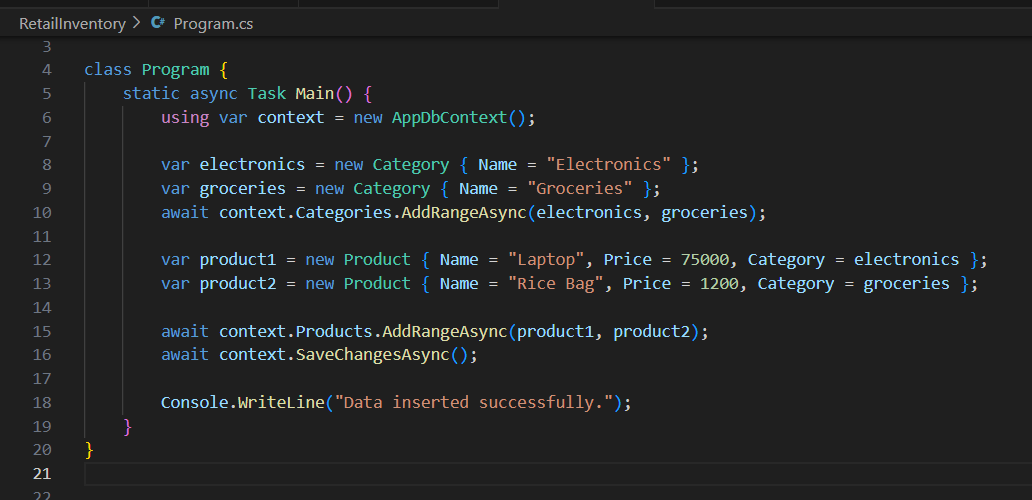 RetailInventory > C# Program.cs
3
4 class Program {
5     static async Task Main() {
6         using var context = new AppDbContext();
7
8         var electronics = new Category { Name = "Electronics" };
9         var groceries = new Category { Name = "Groceries" };
10         await context.Categories.AddRangeAsync(electronics, groceries);
11
12         var product1 = new Product { Name = "Laptop", Price = 75000, Category = electronics };
13         var product2 = new Product { Name = "Rice Bag", Price = 1200, Category = groceries };
14
15         await context.Products.AddRangeAsync(product1, product2);
16         await context.SaveChangesAsync();
17
18         Console.WriteLine("Data inserted successfully.");
19     }
20 }
21
22